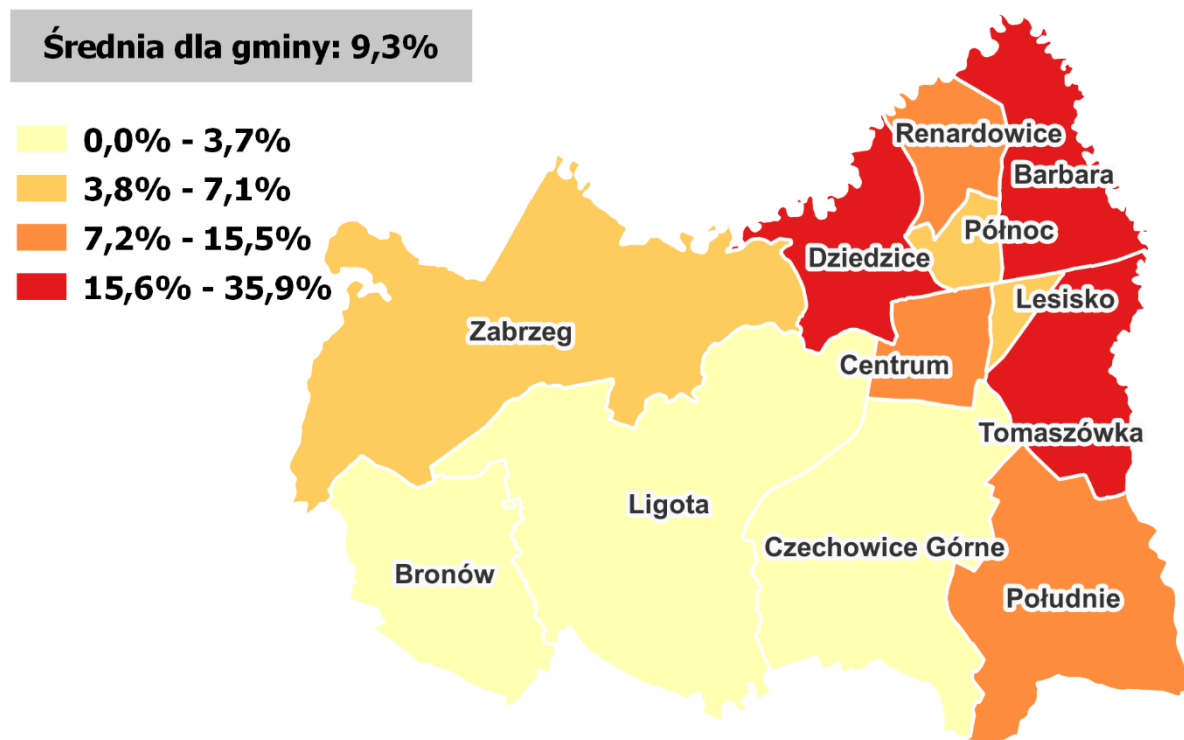 Średnia dla gminy: 9,3%
0,0% - 3,7%
3,8% - 7,1%
7,2% - 15,5%
15,6% - 35,9%
Renardowice
Barbara
Północ
Dziedzice
Lesisko
Zabrzeg
Centrum
Tomaszówka
Ligota
Czechowice Górne
Bronów
Południe